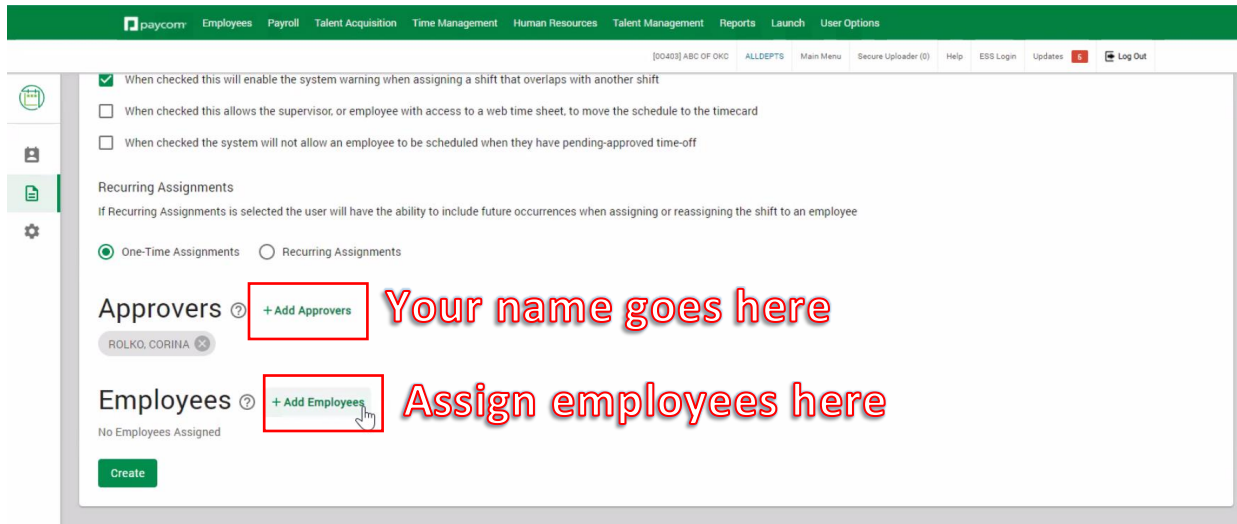 paycom Employees Payroll Talent Acquisition Time Management Human Resources Talent Management Reports Launch User Options
[00403] ABC OF OKC ALLDEPTS Main Menu Secure Uploader (0) Help ESS Login Updates 5 Log Out
When checked this will enable the system warning when assigning a shift that overlaps with another shift
When checked this allows the supervisor, or employee with access to a web time sheet, to move the schedule to the timecard
When checked the system will not allow an employee to be scheduled when they have pending-approved time-off
Recurring Assignments
If Recurring Assignments is selected the user will have the ability to include future occurrences when assigning or reassigning the shift to an employee
One-Time Assignments Recurring Assignments
Approvers ? + Add Approvers Your name goes here
ROLKO, CORINA
Employees ? + Add Employees Assign employees here
No Employees Assigned
Create